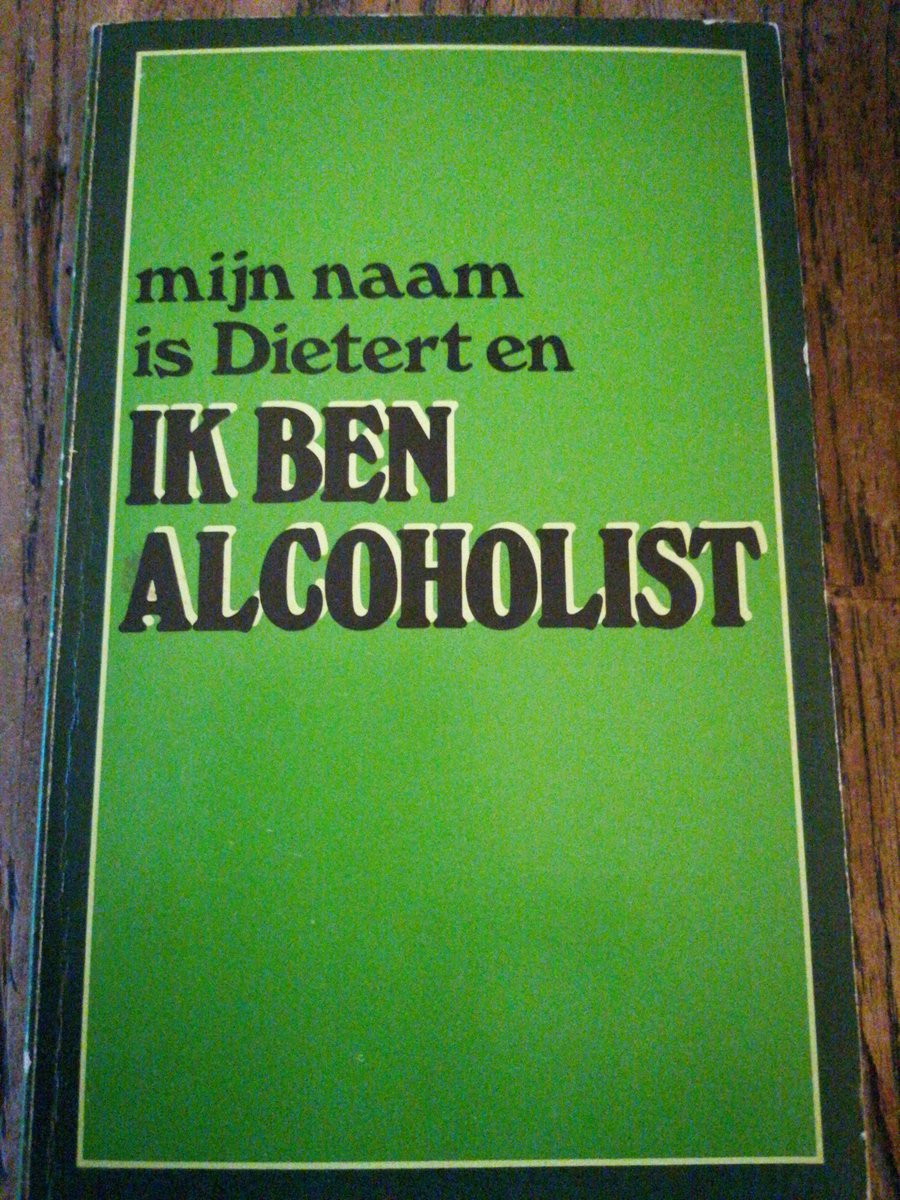 mijn naam
is Dietert en
IK BEN
ALCOHOLIST